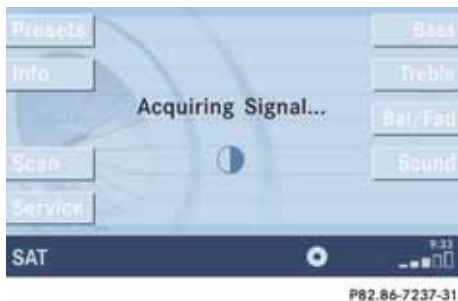 Presets
Bass
Info
Treble
Acquiring Signal...
Bal/Fad
Scan
Sound
Service
SAT
9:33
P82.86-7237-31